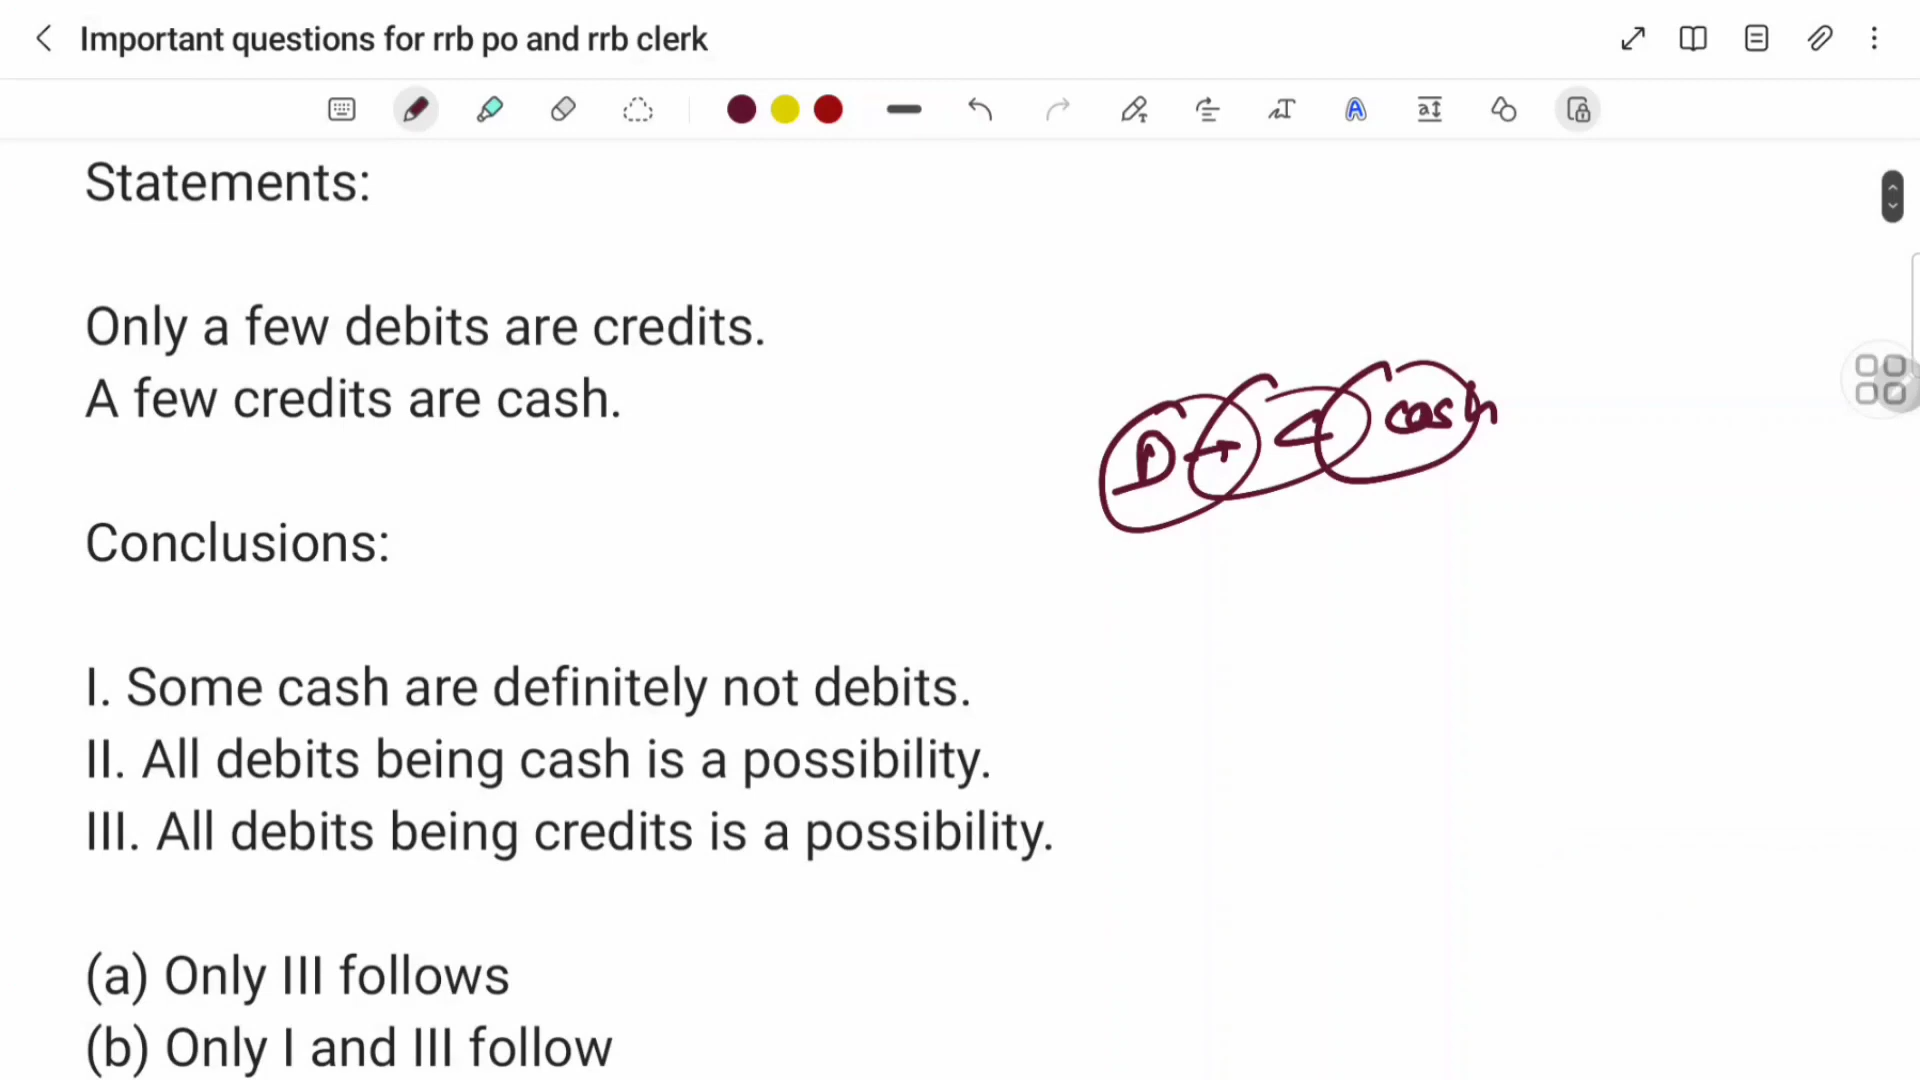 Important questions for rrb po and rrb clerk
Statements:
Only a few debits are credits.
A few credits are cash.
D C cash
Conclusions:
I. Some cash are definitely not debits.
II. All debits being cash is a possibility.
III. All debits being credits is a possibility.
(a) Only III follows
(b) Only I and III follow